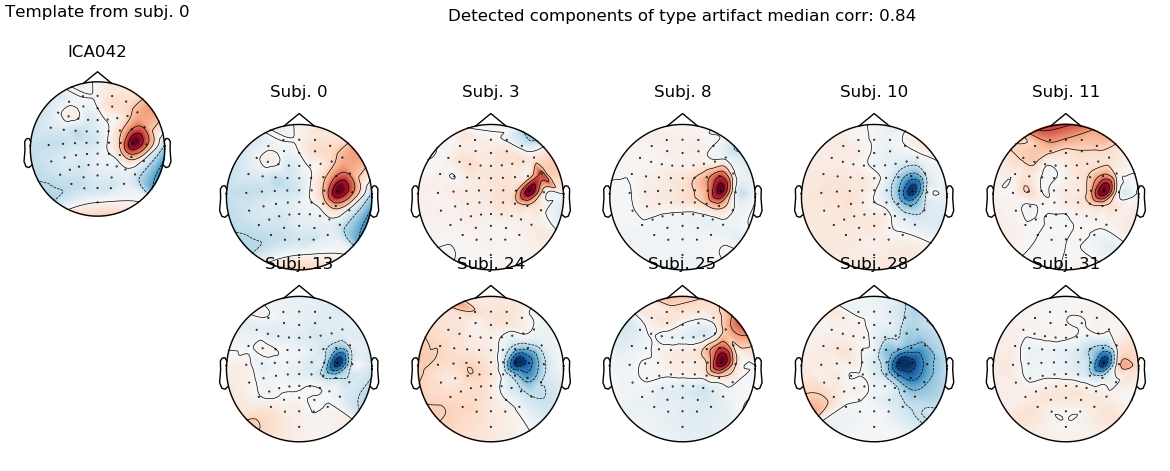 Template from subj. 0
Detected components of type artifact median corr: 0.84
ICA042
Subj. 0
Subj. 3
Subj. 8
Subj. 10
Subj. 11
Subj. 13
Subj. 24
Subj. 25
Subj. 28
Subj. 31